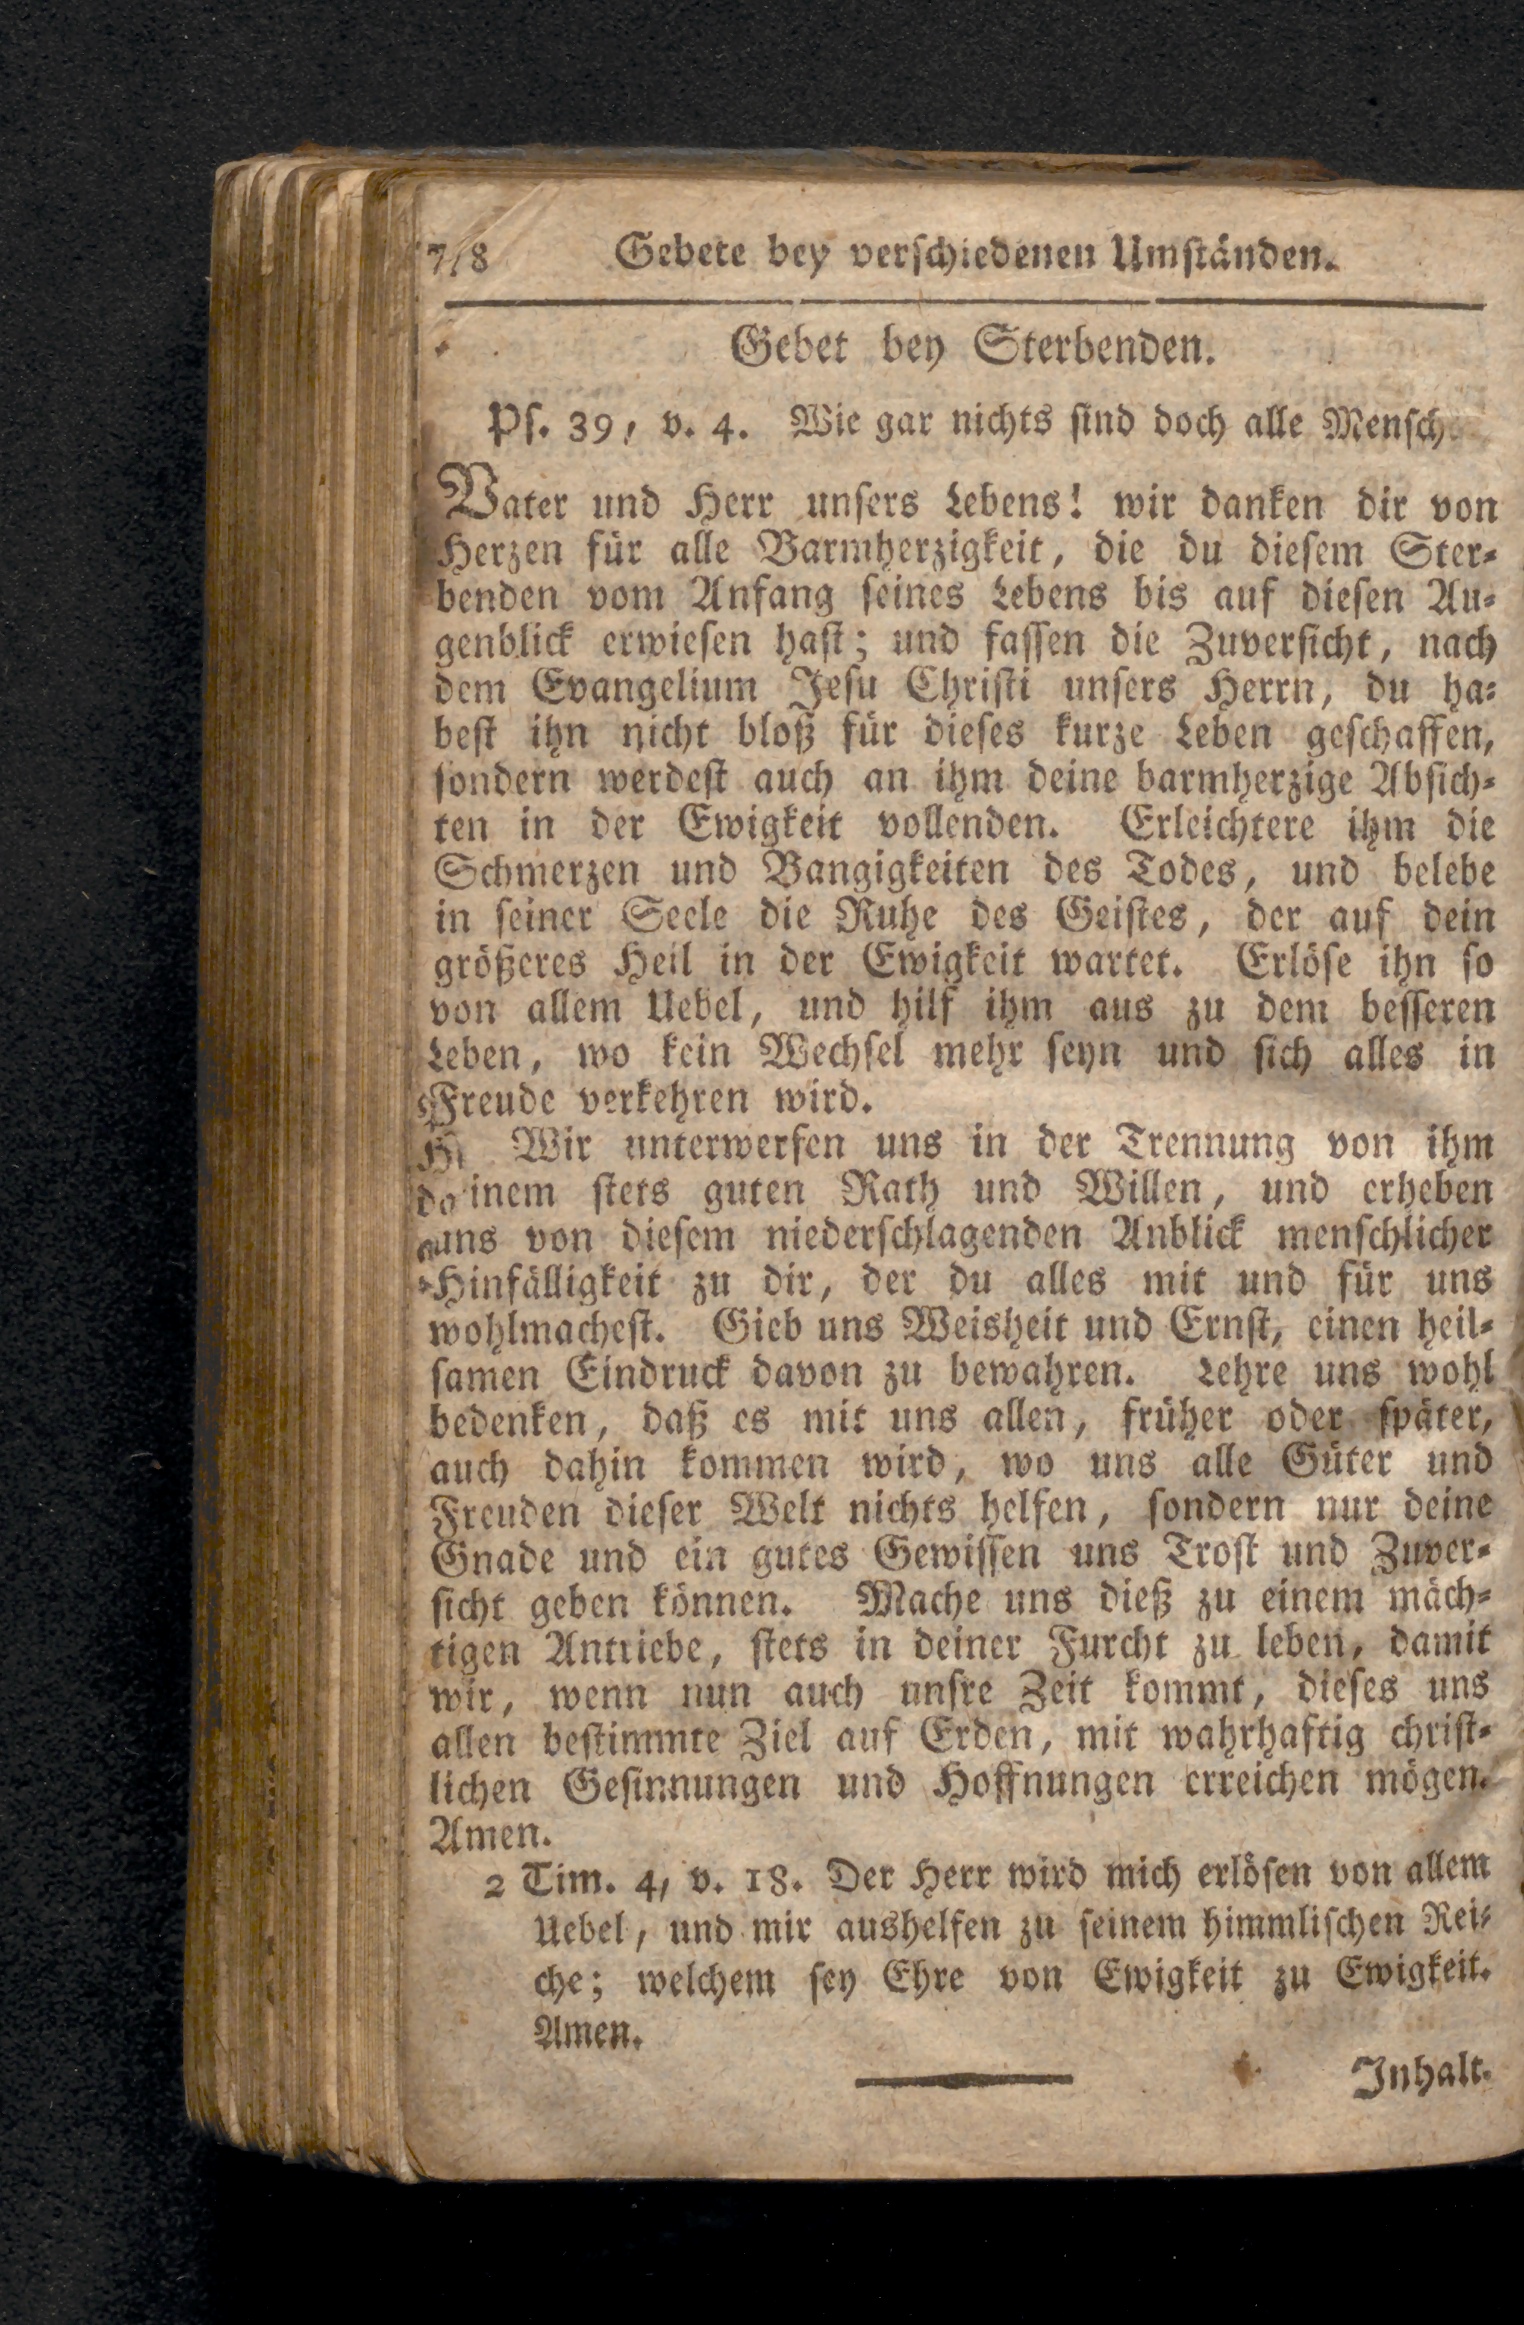 7/8 Gebete bey verschiedenen Umständen.
Gebet bey Sterbenden.
Ps. 39, v. 4. Wie gar nichts sind doch alle Mensch
Vater und Herr unsers Lebens! wir danken dir von
Herzen für alle Barmherzigkeit, die du diesem Ster-
benden vom Anfang seines Lebens bis auf diesen Au-
genblick erwiesen hast; und fassen die Zuversicht, nach
dem Evangelium Jesu Christi unsers Herrn, du ha-
best ihn nicht bloß für dieses kurze Leben geschaffen,
sondern werdest auch an ihm deine barmherzige Absich-
ten in der Ewigkeit vollenden. Erleichtere ihm die
Schmerzen und Bangigkeiten des Todes, und belebe
in seiner Seele die Ruhe des Geistes, der auf dein
größeres Heil in der Ewigkeit wartet. Erlöse ihn so
von allem Uebel, und hilf ihm aus zu dem besseren
Leben, wo kein Wechsel mehr seyn und sich alles in
Freude verkehren wird.
Wir unterwerfen uns in der Trennung von ihm
inem stets guten Rath und Willen, und erheben
uns von diesem niederschlagenden Anblick menschlicher
Hinfälligkeit zu dir, der du alles mit und für uns
wohlmachest. Gieb uns Weisheit und Ernst, einen heil-
samen Eindruck davon zu bewahren. Lehre uns wohl
bedenken, daß es mit uns allen, früher oder später,
auch dahin kommen wird, wo uns alle Güter und
Freuden dieser Welt nichts helfen, sondern nur deine
Gnade und ein gutes Gewissen uns Trost und Zuver-
sicht geben können. Mache uns dieß zu einem mäch-
tigen Antriebe, stets in deiner Furcht zu leben, damit
wir, wenn nun auch unsre Zeit kommt, dieses uns
allen bestimmte Ziel auf Erden, mit wahrhaftig christ-
lichen Gesinnungen und Hoffnungen erreichen mögen.
Amen.
2 Tim. 4, v. 18. Der Herr wird mich erlösen von allem
Uebel, und mir aushelfen zu seinem himmlischen Rei-
che; welchem sey Ehre von Ewigkeit zu Ewigkeit.
Amen.
Inhalt.